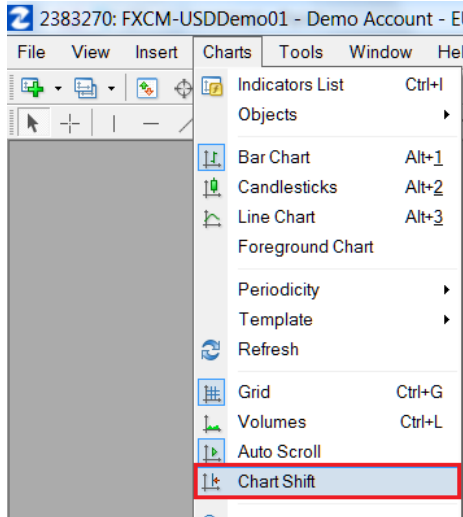 2383270: FXCM-USDDemo01 - Demo Account - E
File View Insert Charts Tools Window He
Indicators List Ctrl+I
Objects
Bar Chart Alt+1
Candlesticks Alt+2
Line Chart Alt+3
Foreground Chart
Periodicity
Template
Refresh
Grid Ctrl+G
Volumes Ctrl+L
Auto Scroll
Chart Shift